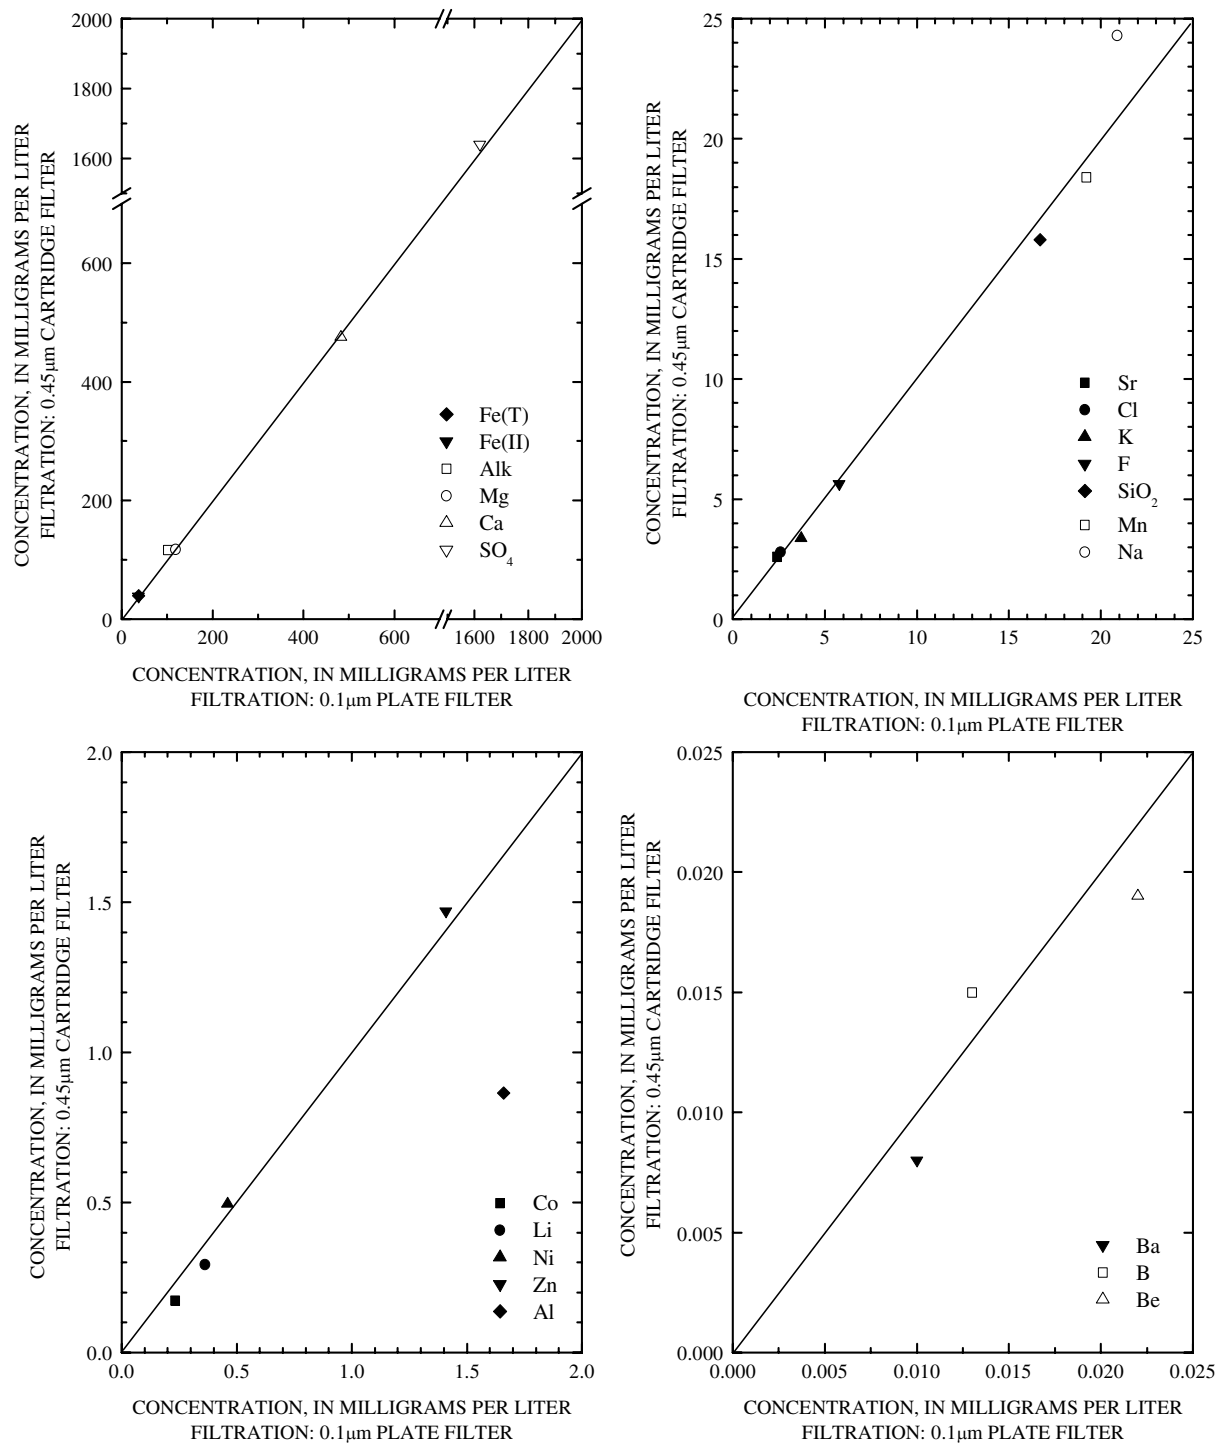 2000
1800
1600
600
400
200
0
0 200 400 600 1600 2000
CONCENTRATION, IN MILLIGRAMS PER LITER
FILTRATION: 0.45µm CARTRIDGE FILTER
Fe(T)
Fe(II)
Alk
Mg
Ca
SO4
CONCENTRATION, IN MILLIGRAMS PER LITER
FILTRATION: 0.1µm PLATE FILTER
25
20
15
10
5
0
0 5 10 15 20 25
CONCENTRATION, IN MILLIGRAMS PER LITER
FILTRATION: 0.45µm CARTRIDGE FILTER
Sr
Cl
K
F
SiO2
Mn
Na
CONCENTRATION, IN MILLIGRAMS PER LITER
FILTRATION: 0.1µm PLATE FILTER
2.0
1.5
1.0
0.5
0.0
0.0 0.5 1.0 1.5 2.0
CONCENTRATION, IN MILLIGRAMS PER LITER
FILTRATION: 0.45µm CARTRIDGE FILTER
Co
Li
Ni
Zn
Al
CONCENTRATION, IN MILLIGRAMS PER LITER
FILTRATION: 0.1µm PLATE FILTER
0.025
0.020
0.015
0.010
0.005
0.000
0.000 0.005 0.010 0.015 0.020 0.025
CONCENTRATION, IN MILLIGRAMS PER LITER
FILTRATION: 0.45µm CARTRIDGE FILTER
Ba
B
Be
CONCENTRATION, IN MILLIGRAMS PER LITER
FILTRATION: 0.1µm PLATE FILTER